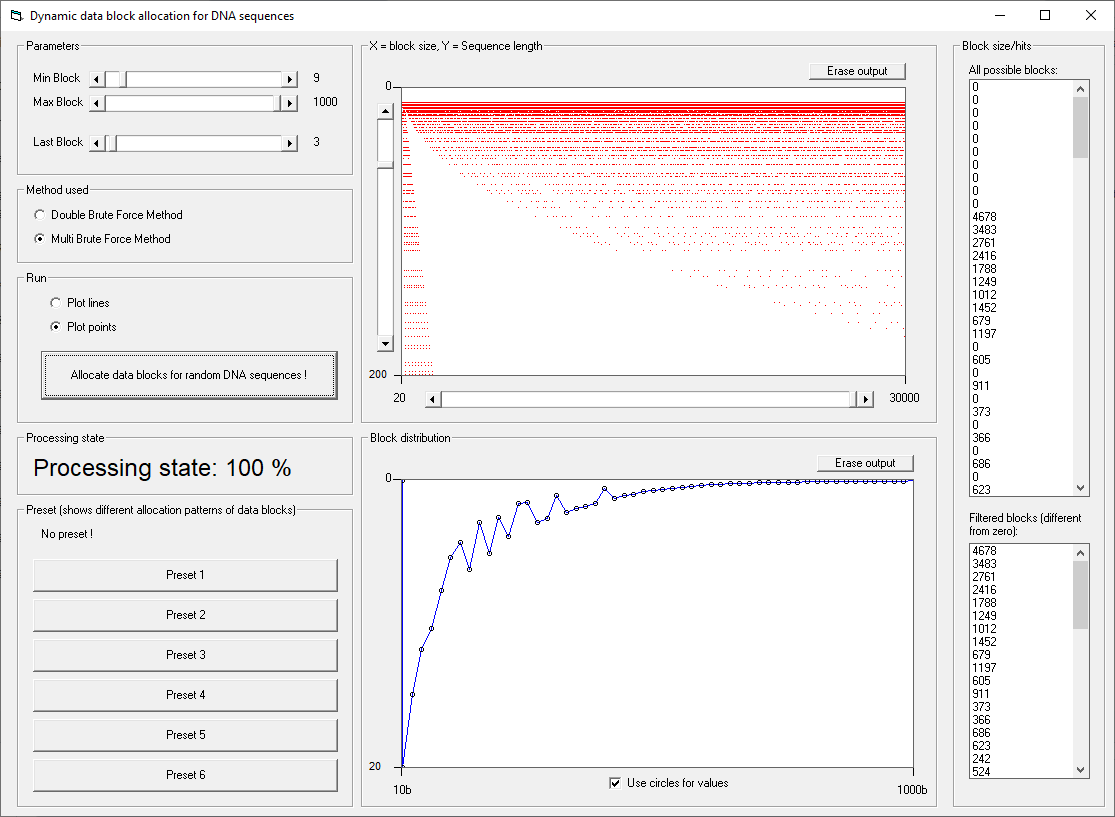 Dynamic data block allocation for DNA sequences
Parameters
Min Block 9
Max Block 1000
Last Block 3
Method used
Double Brute Force Method
Multi Brute Force Method
Run
Plot lines
Plot points
Allocate data blocks for random DNA sequences !
Processing state
Processing state: 100 %
Preset (shows different allocation patterns of data blocks)
No preset !
Preset 1
Preset 2
Preset 3
Preset 4
Preset 5
Preset 6
X = block size, Y = Sequence length
Erase output
0
200
20 30000
Block distribution
Erase output
0
20
10b 1000b
Use circles for values
Block size/hits
All possible blocks:
0
0
0
0
0
0
0
0
0
0
4678
3483
2761
2416
1788
1249
1012
1452
679
1197
0
605
0
911
0
373
0
366
0
686
0
623
Filtered blocks (different
from zero):
4678
3483
2761
2416
1788
1249
1012
1452
679
1197
605
911
373
366
686
623
242
524